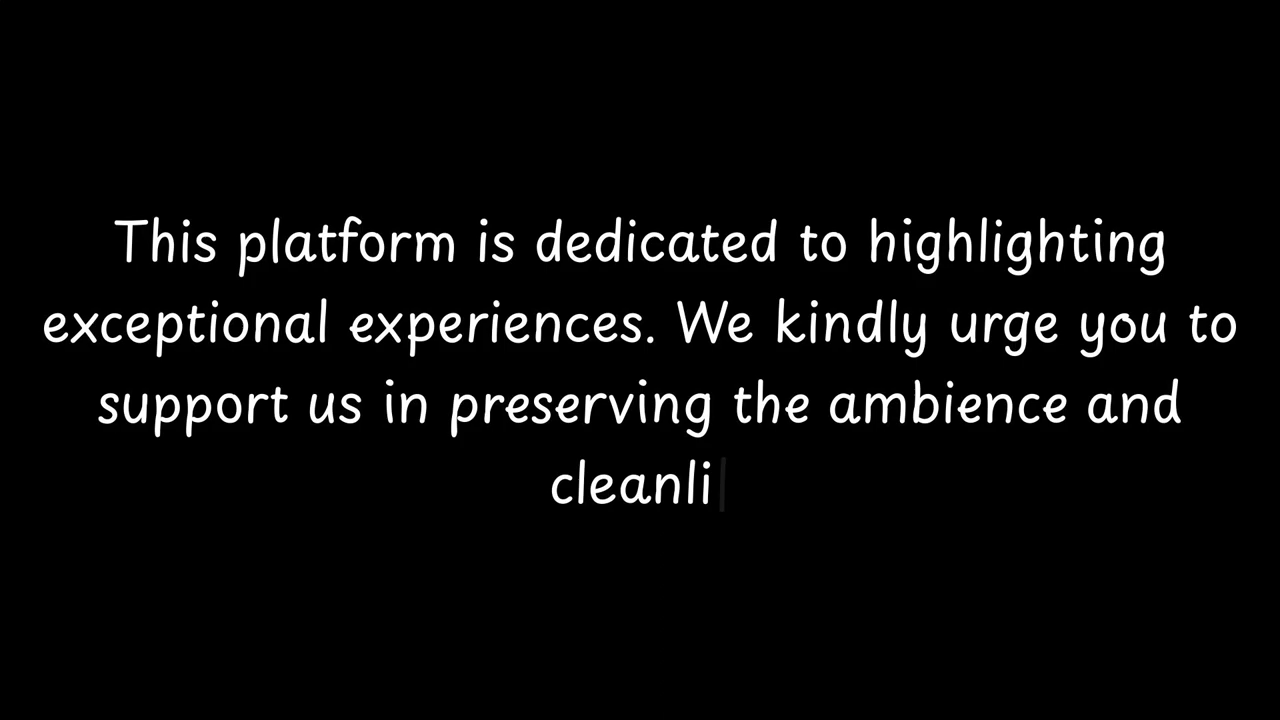 This platform is dedicated to highlighting
exceptional experiences. We kindly urge you to
support us in preserving the ambience and
cleanli